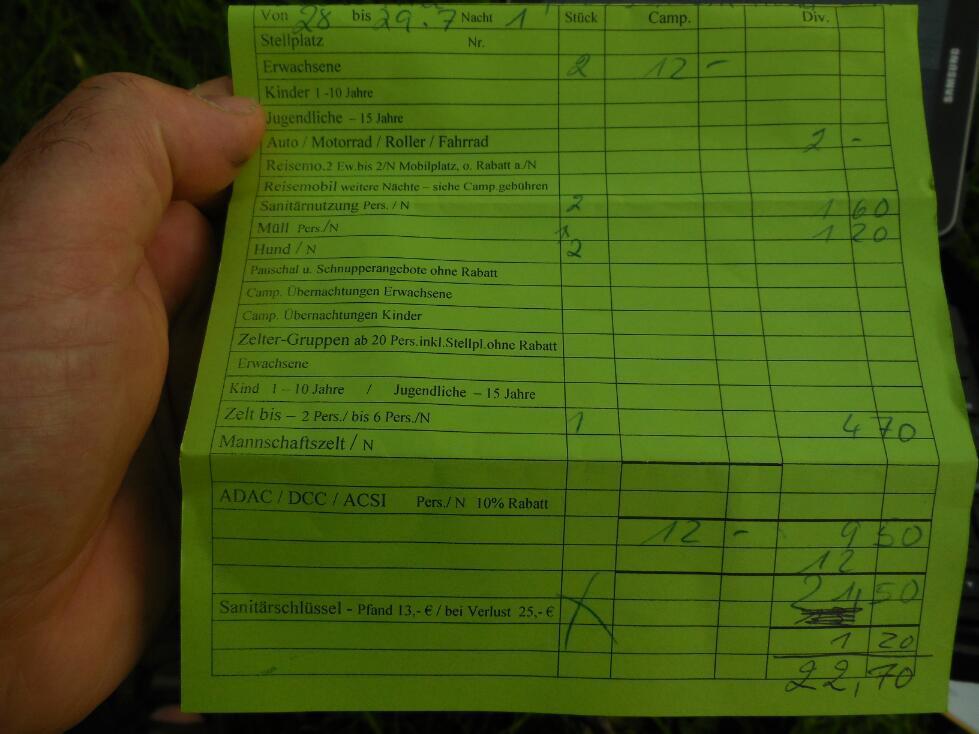 Von 28 bis 29.7 Nacht 1 Stück Camp. Div.
Stellplatz Nr.
Erwachsene 2 12 -
Kinder 1 -10 Jahre
Jugendliche - 15 Jahre
Auto / Motorrad / Roller / Fahrrad 2 -
Reisemo.2 Ew.bis 2/N Mobilplatz, o. Rabatt a./N
Reisemobil weitere Nächte – siehe Camp.gebühren
Sanitärnutzung Pers. / N 2 1 60
Müll Pers./N 1 20
Hund / N 2
Pauschal u. Schnupperangebote ohne Rabatt
Camp. Übernachtungen Erwachsene
Camp. Übernachtungen Kinder
Zelter-Gruppen ab 20 Pers.inkl.Stellpl.ohne Rabatt
Erwachsene
Kind 1 – 10 Jahre / Jugendliche – 15 Jahre
Zelt bis – 2 Pers./ bis 6 Pers./N 1 4 70
Mannschaftszelt / N
ADAC / DCC / ACSI Pers./ N 10% Rabatt
12 - 9 50
12
21,50
Sanitärschlüssel - Pfand 13,- € / bei Verlust 25,- € X
1 20
22,70
SAMSUNG